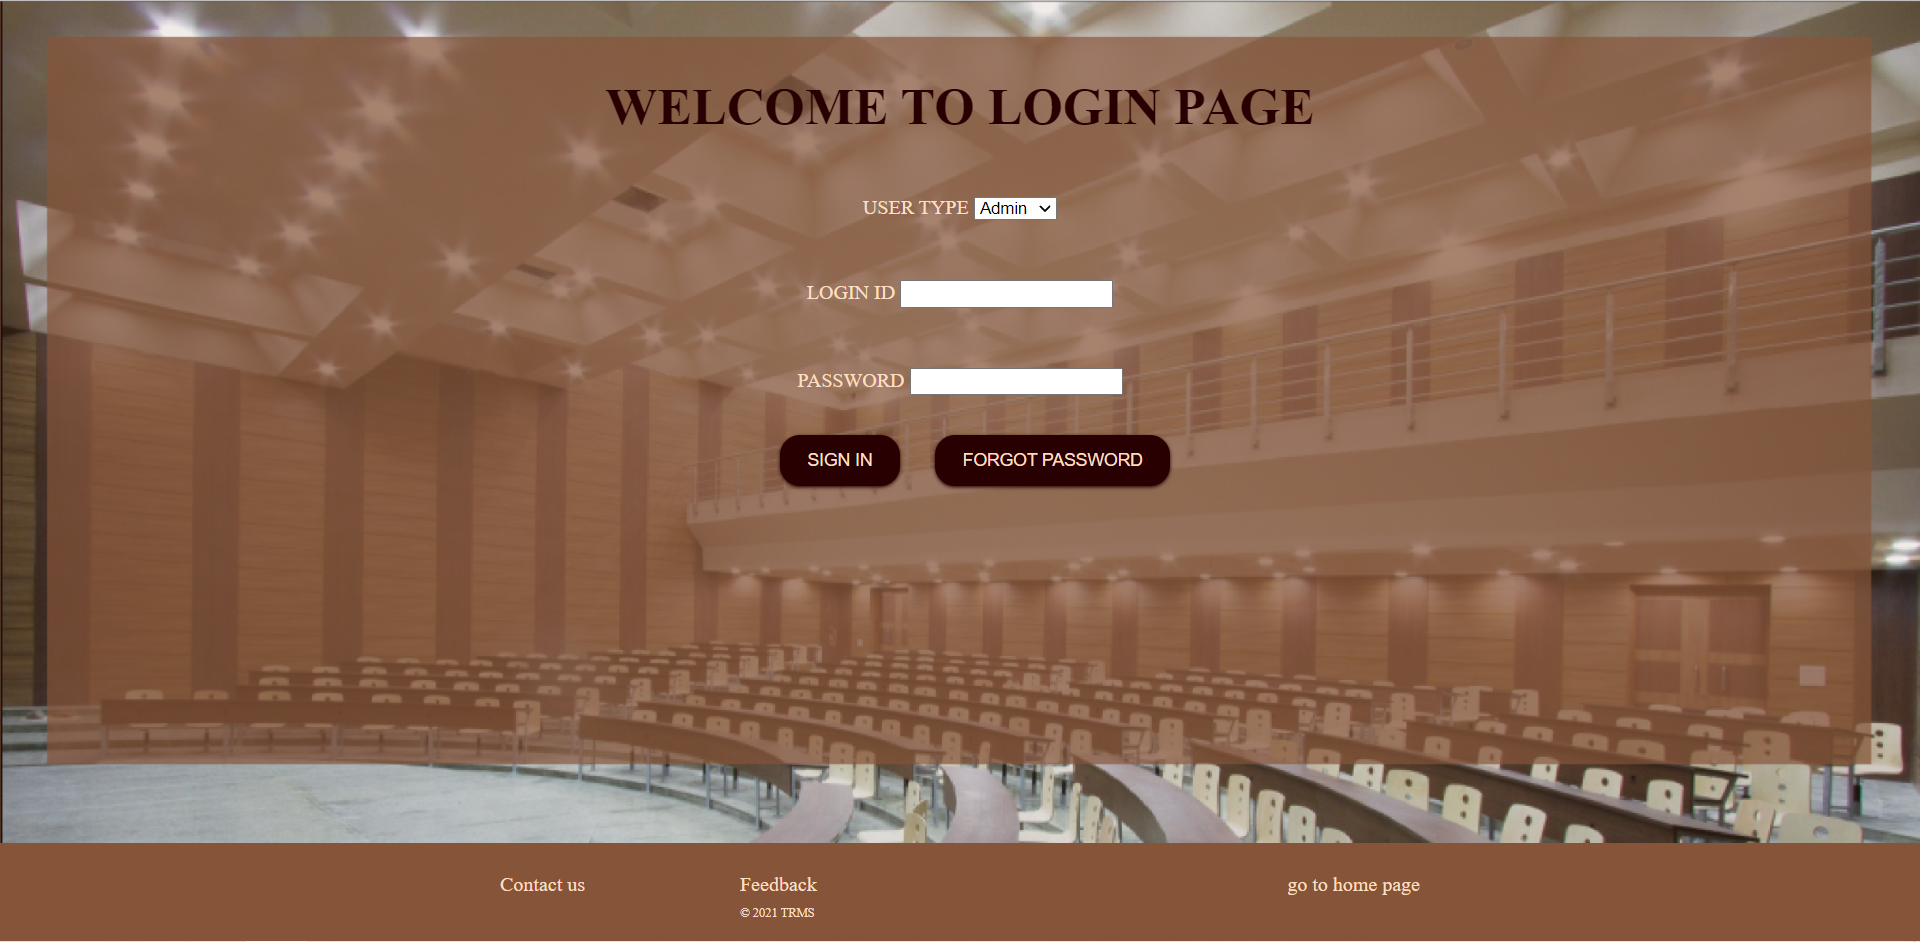 WELCOME TO LOGIN PAGE
USER TYPE Admin
LOGIN ID
PASSWORD
SIGN IN FORGOT PASSWORD
Contact us Feedback go to home page
© 2021 TRMS